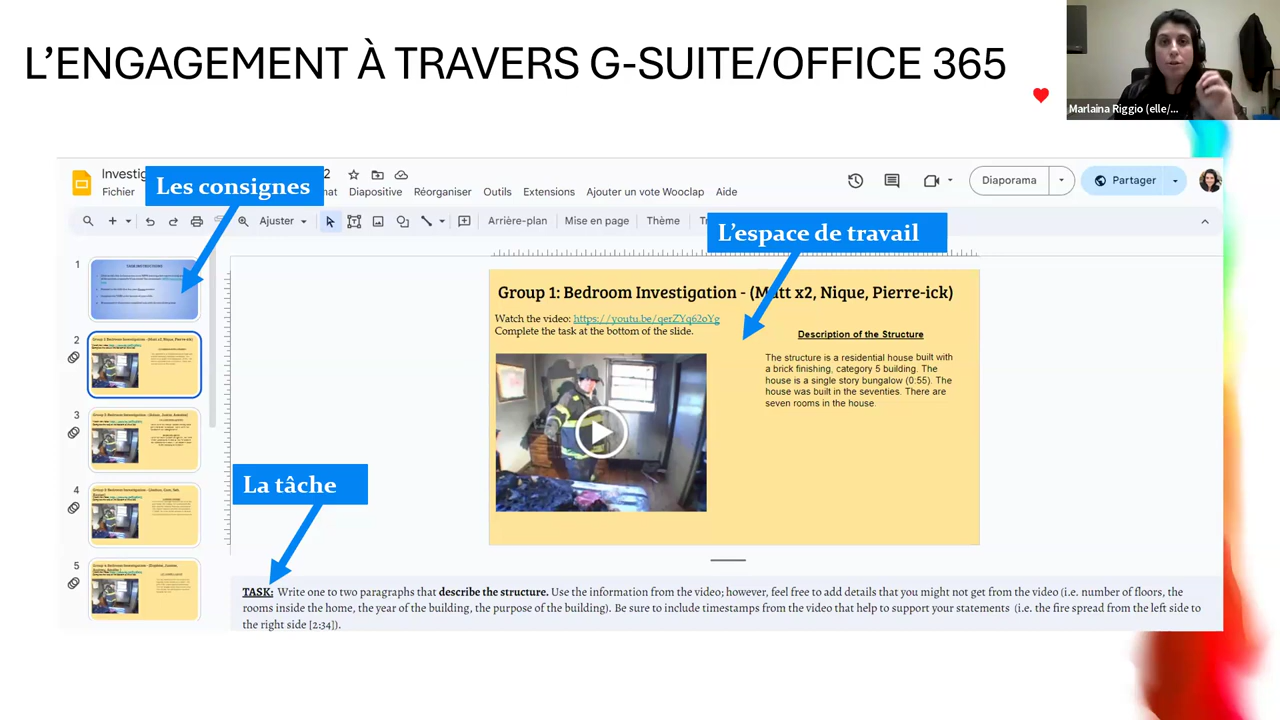 L'ENGAGEMENT À TRAVERS G-SUITE/OFFICE 365
Marlaina Riggio (elle/...
Investig
2
Les consignes
Fichier
mat
Diapositive
Réorganiser
Outils
Extensions
Ajouter un vote Wooclap
Aide
Diaporama
Partager
Ajuster
Arrière-plan
Mise en page
Thème
L'espace de travail
1
TASK INSTRUCTIONS
2
3
4
5
Group 1: Bedroom Investigation - (Matt x2, Nique, Pierre-ick)
Watch the video: https://youtu.be/qerZYq62oYg
Complete the task at the bottom of the slide.
Description of the Structure
The structure is a residential house built with
a brick finishing, category 5 building. The
house is a single story bungalow (0:55). The
house was built in the seventies. There are
seven rooms in the house.
La tâche
TASK: Write one to two paragraphs that describe the structure. Use the information from the video; however, feel free to add details that you might not get from the video (i.e. number of floors, the
rooms inside the home, the year of the building, the purpose of the building). Be sure to include timestamps from the video that help to support your statements (i.e. the fire spread from the left side to
the right side [2:34]).